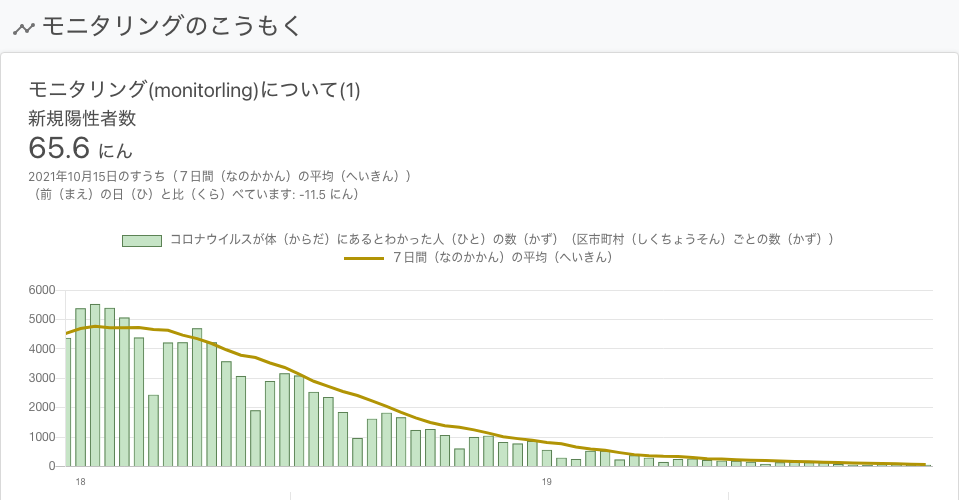 モニタリングのこうもく
モニタリング(monitorling)について(1)
新規陽性者数
65.6 にん
2021年10月15日のすうち（７日間（なのかかん）の平均（へいきん））
（前（まえ）の日（ひ）と比（くら）べています: -11.5 にん）
コロナウイルスが体（からだ）にあるとわかった人（ひと）の数（かず）（区市町村（しくちょうそん）ごとの数（かず））
７日間（なのかかん）の平均（へいきん）
6000
5000
4000
3000
2000
1000
0
18 19